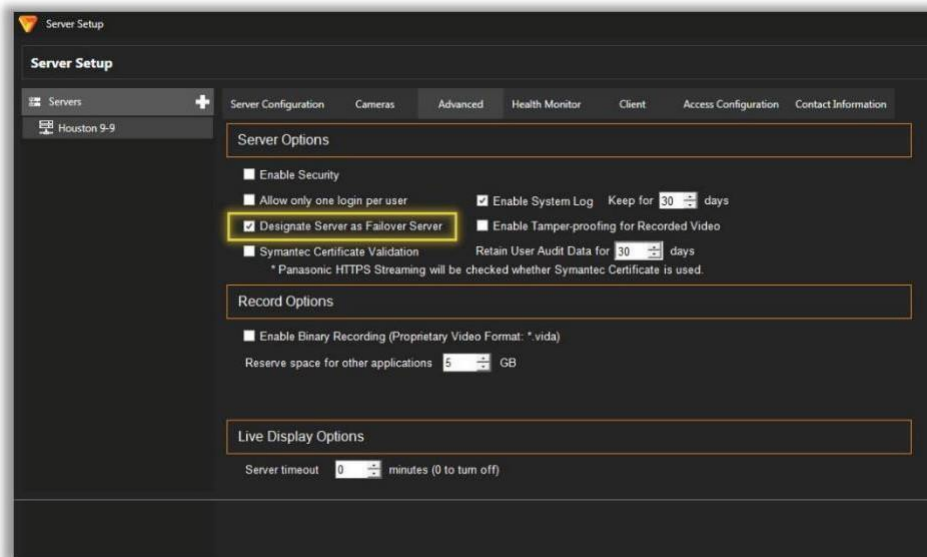 Server Setup
Server Setup
Servers
Houston 9-9
Server Configuration Cameras Advanced Health Monitor Client Access Configuration Contact Information
Server Options
Enable Security
Allow only one login per user Enable System Log Keep for 30 days
Designate Server as Failover Server Enable Tamper-proofing for Recorded Video
Symantec Certificate Validation Retain User Audit Data for 30 days
* Panasonic HTTPS Streaming will be checked whether Symantec Certificate is used.
Record Options
Enable Binary Recording (Proprietary Video Format: *.vida)
Reserve space for other applications 5 GB
Live Display Options
Server timeout 0 minutes (0 to turn off)